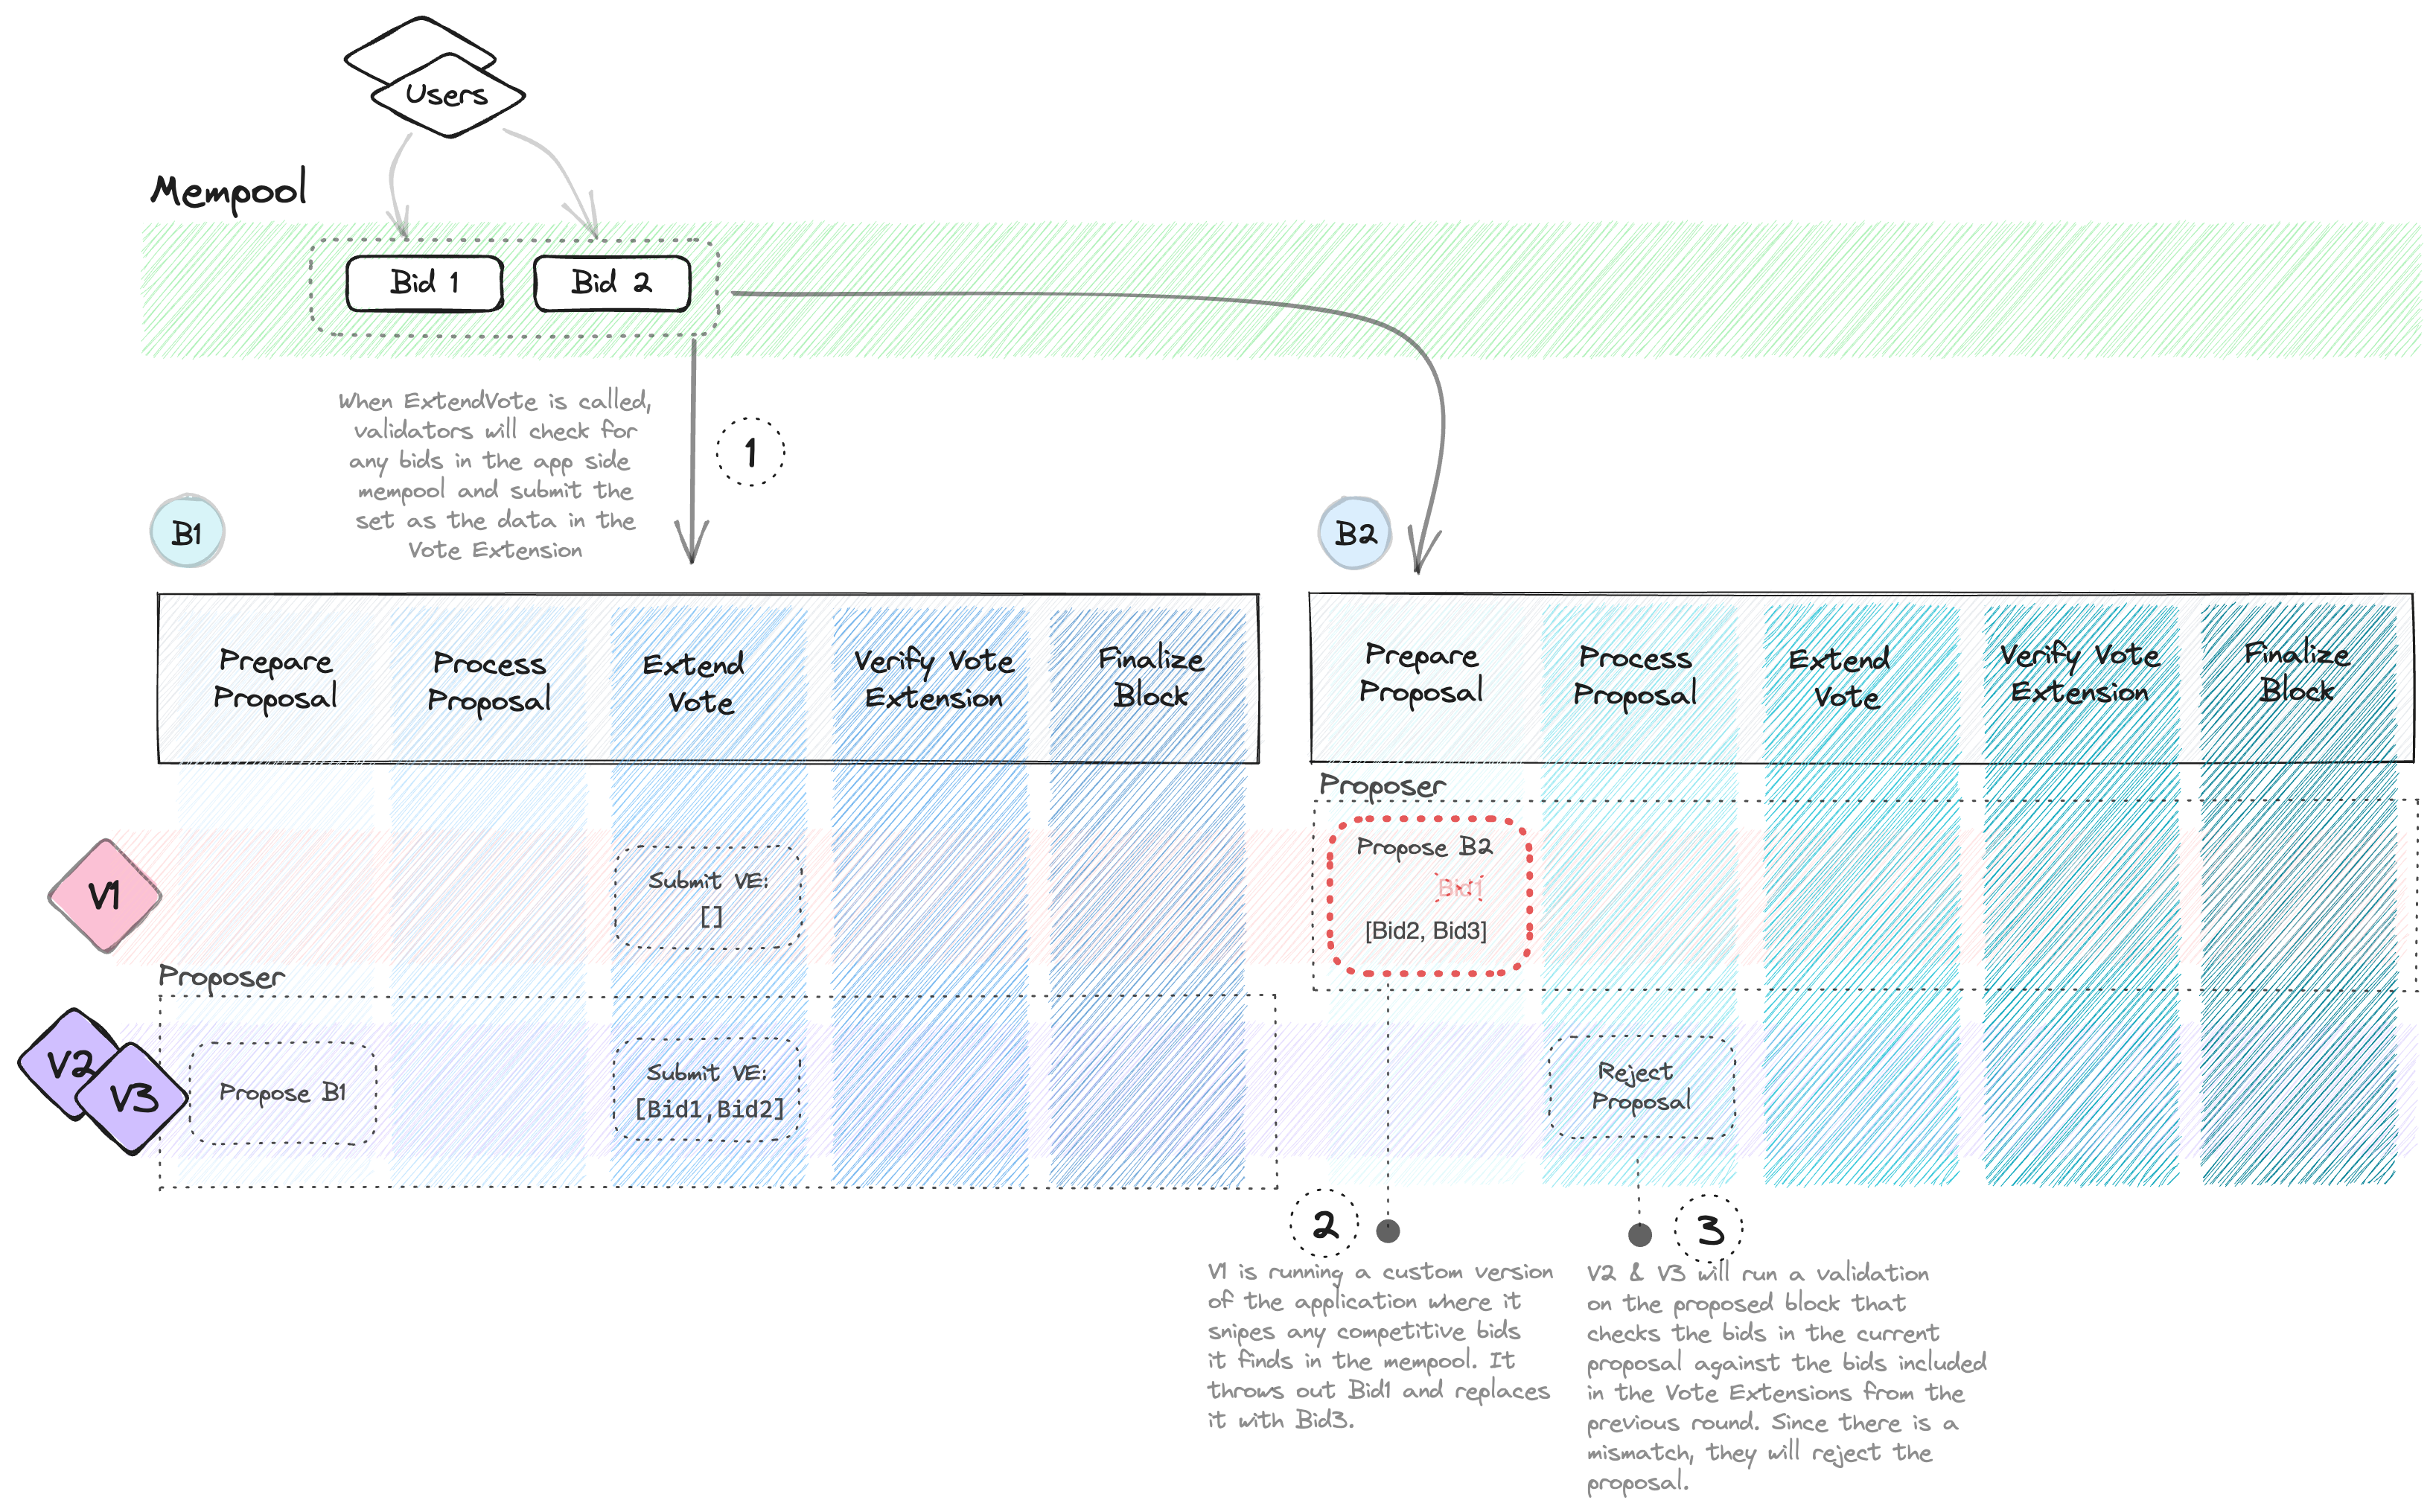 Users
Mempool
Bid 1
Bid 2
When ExtendVote is called,
validators will check for
any bids in the app side
mempool and submit the
set as the data in the
Vote Extension
1
B1
B2
Prepare
Proposal
Process
Proposal
Extend
Vote
Verify Vote
Extension
Finalize
Block
Prepare
Proposal
Process
Proposal
Extend
Vote
Verify Vote
Extension
Finalize
Block
Proposer
V1
Submit VE:
[]
Propose B2
Bid1
[Bid2, Bid3]
Proposer
V2
V3
Propose B1
Submit VE:
[Bid1,Bid2]
Reject
Proposal
2
V1 is running a custom version
of the application where it
snipes any competitive bids
it finds in the mempool. It
throws out Bid1 and replaces
it with Bid3.
3
V2 & V3 will run a validation
on the proposed block that
checks the bids in the current
proposal against the bids included
in the Vote Extensions from the
previous round. Since there is a
mismatch, they will reject the
proposal.